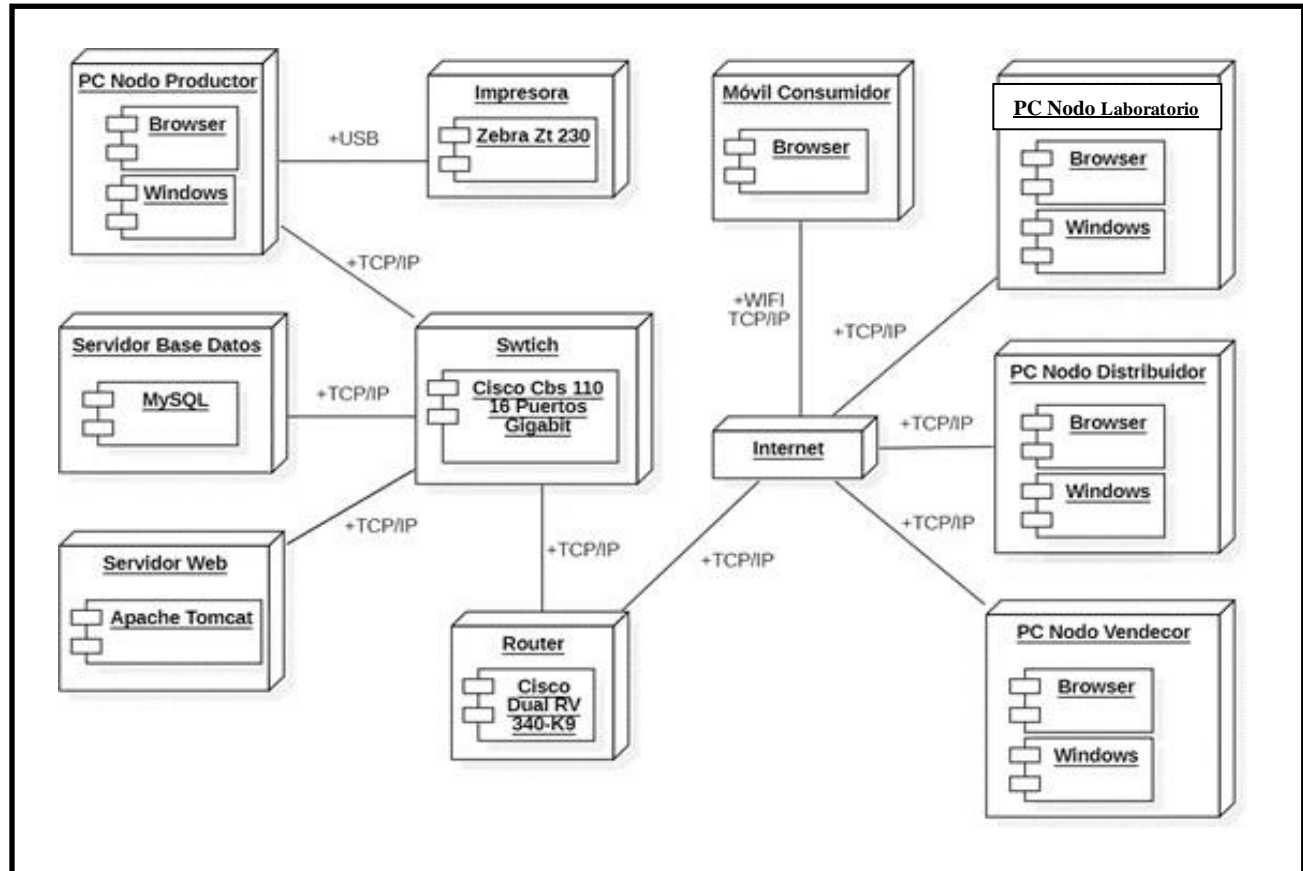 PC Nodo Productor
Browser
Windows
+USB
Impresora
Zebra Zt 230
Móvil Consumidor
Browser
PC Nodo Laboratorio
Browser
Windows
+TCP/IP
+WIFI
TCP/IP
+TCP/IP
Servidor Base Datos
MySQL
+TCP/IP
Swtich
Cisco Cbs 110
16 Puertos
Gigabit
Internet
+TCP/IP
PC Nodo Distribuidor
Browser
Windows
+TCP/IP
+TCP/IP
+TCP/IP
+TCP/IP
Servidor Web
Apache Tomcat
Router
Cisco
Dual RV
340-K9
PC Nodo Vendecor
Browser
Windows